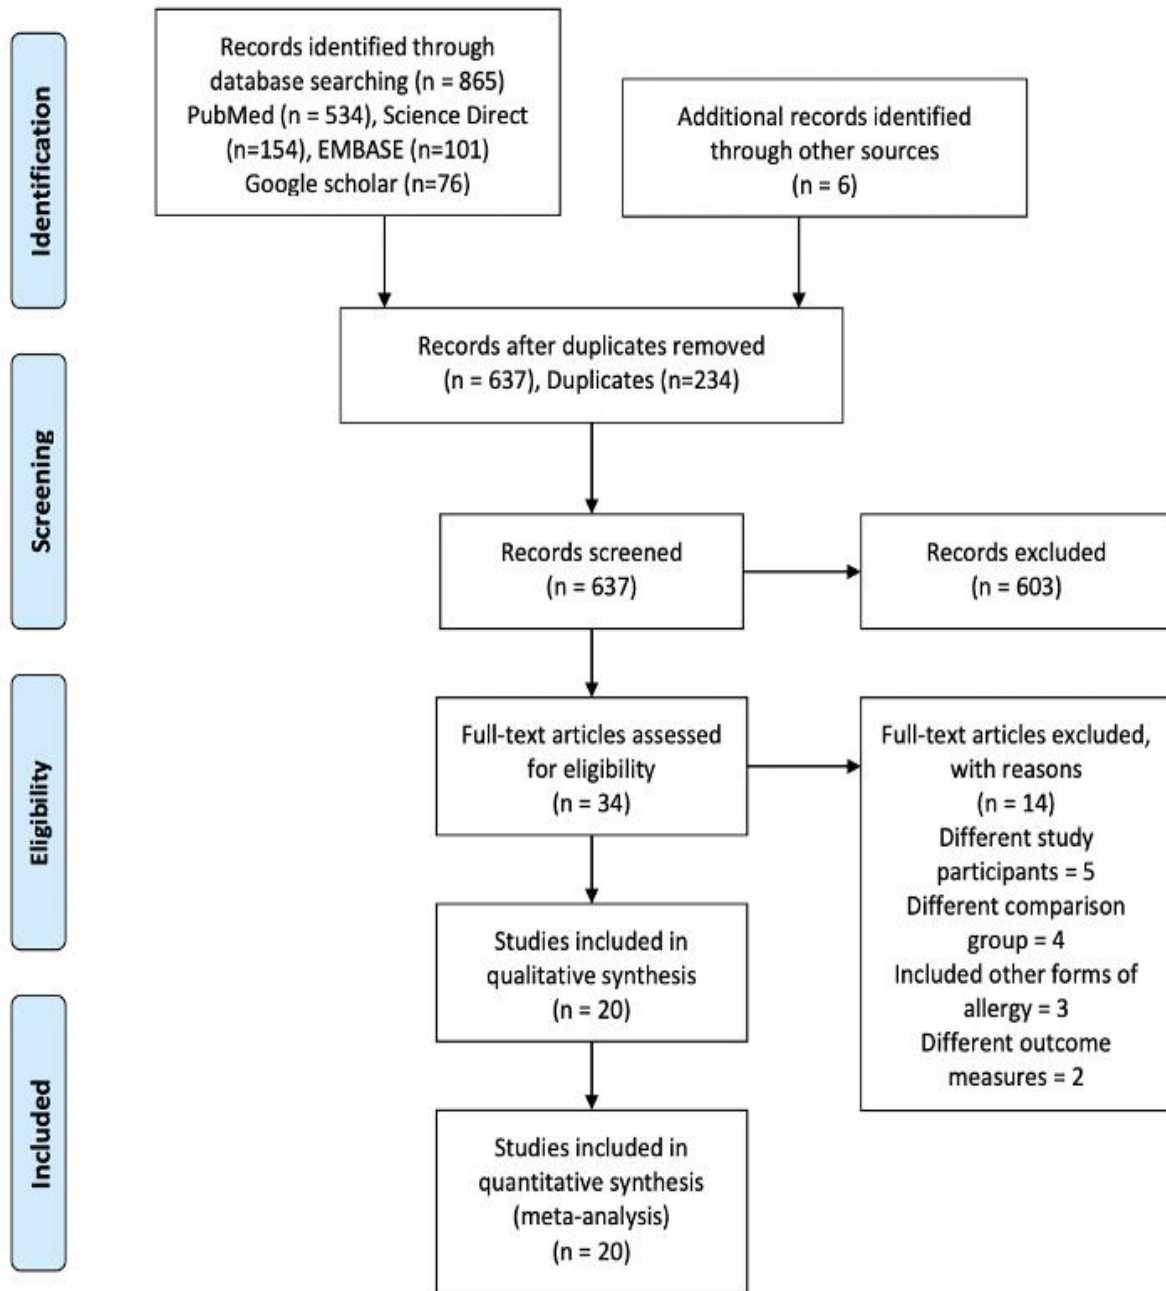 Identification
Records identified through
database searching (n = 865)
PubMed (n = 534), Science Direct
(n=154), EMBASE (n=101)
Google scholar (n=76)
Additional records identified
through other sources
(n = 6)
Records after duplicates removed
(n = 637), Duplicates (n=234)
Screening
Records screened
(n = 637)
Records excluded
(n = 603)
Eligibility
Full-text articles assessed
for eligibility
(n = 34)
Full-text articles excluded,
with reasons
(n = 14)
Different study
participants = 5
Different comparison
group = 4
Included other forms of
allergy = 3
Different outcome
measures = 2
Studies included in
qualitative synthesis
(n = 20)
Included
Studies included in
quantitative synthesis
(meta-analysis)
(n = 20)